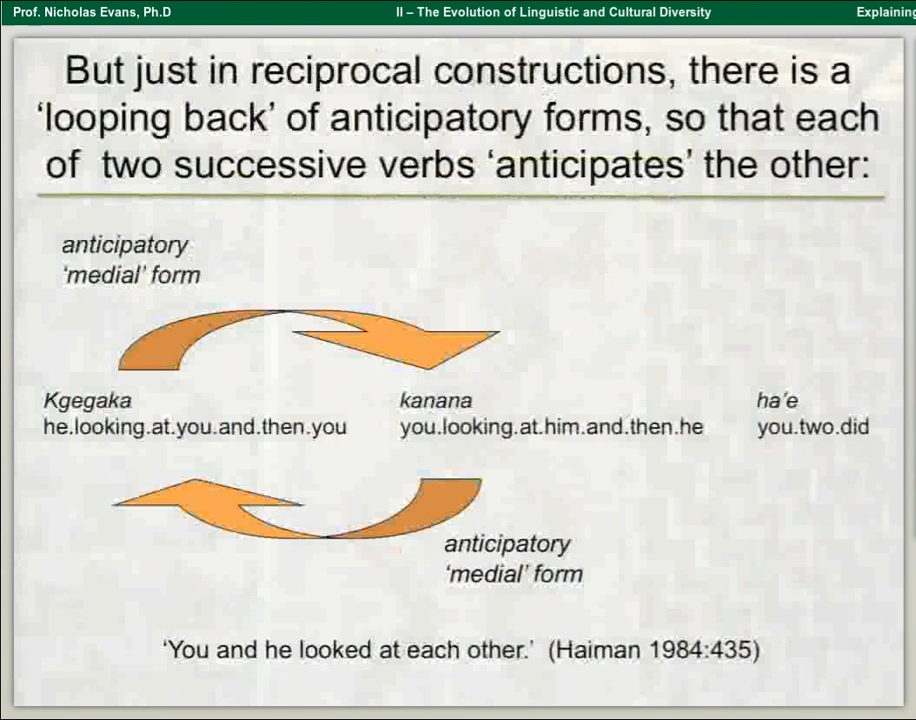 Prof. Nicholas Evans, Ph.D II – The Evolution of Linguistic and Cultural Diversity Explaining
But just in reciprocal constructions, there is a
‘looping back’ of anticipatory forms, so that each
of two successive verbs ‘anticipates’ the other:
anticipatory
‘medial’ form
Kgegaka kanana ha’e
he.looking.at.you.and.then.you you.looking.at.him.and.then.he you.two.did
anticipatory
‘medial’ form
‘You and he looked at each other.’ (Haiman 1984:435)